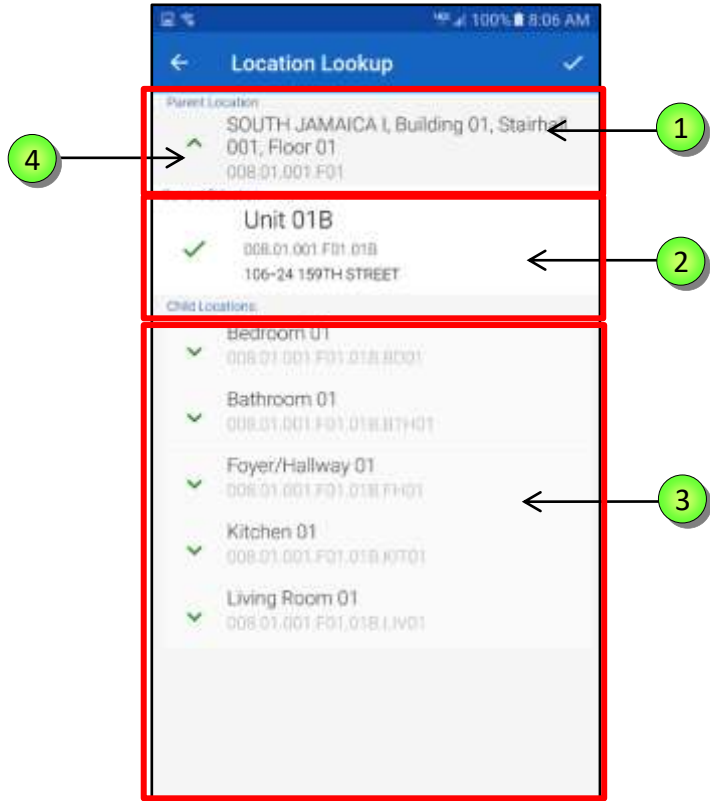 100% 8:06 AM
Location Lookup
Parent Location
SOUTH JAMAICA I, Building 01, Stairhall
001, Floor 01
008.01.001.F01
1
4
Unit 01B
008.01.001.F01.01B
106-24 159TH STREET
2
Child Locations
Bedroom 01
008.01.001.F01.01B.BD01
Bathroom 01
008.01.001.F01.01B.BTH01
Foyer/Hallway 01
008.01.001.F01.01B.FH01
3
Kitchen 01
008.01.001.F01.01B.KIT01
Living Room 01
008.01.001.F01.01B.LIV01